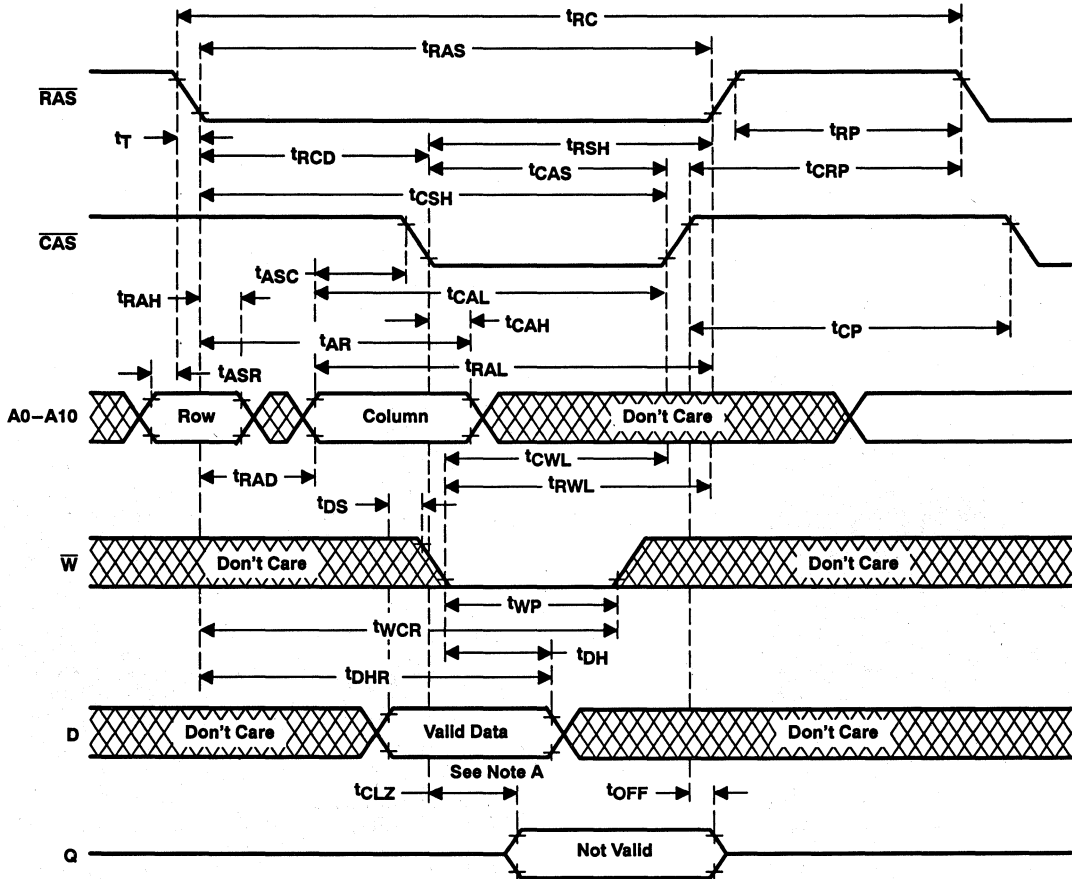 tRC
tRAS
RAS
tT
tRP
tRCD
tRSH
tCAS
tCRP
tCSH
CAS
tASC
tRAH
tCAL
tCAH
tAR
tCP
tRAL
tASR
A0–A10
Row
Column
Don't Care
tCWL
tRAD
tRWL
tDS
W
Don't Care
Don't Care
tWP
tWCR
tDH
tDHR
D
Don't Care
Valid Data
Don't Care
See Note A
tCLZ
tOFF
Q
Not Valid